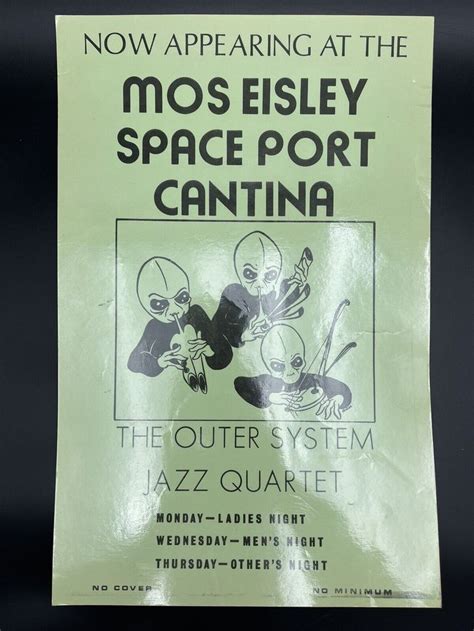 NOW APPEARING AT THE
MOS EISLEY
SPACE PORT
CANTINA
THE OUTER SYSTEM
JAZZ QUARTET
MONDAY—LADIES NIGHT
WEDNESDAY—MEN'S NIGHT
THURSDAY—OTHER'S NIGHT
NO COVER NO MINIMUM